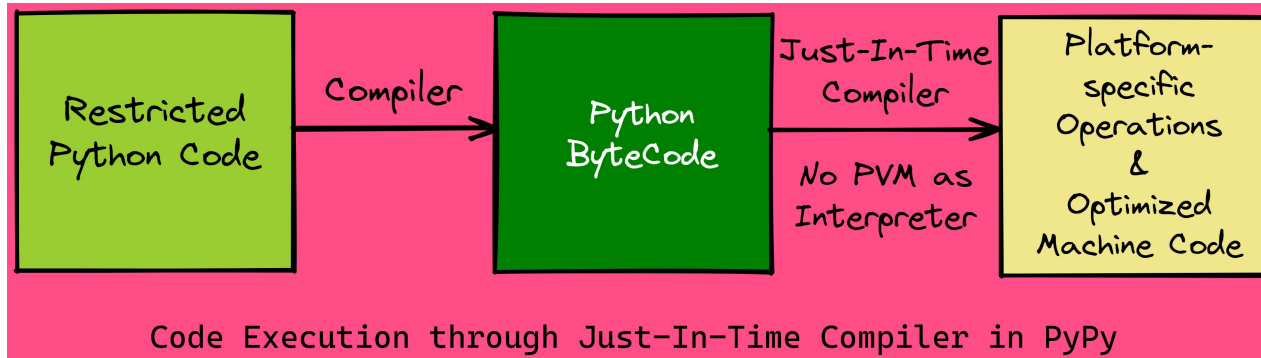 Restricted
Python Code
Compiler
Python
ByteCode
Just-In-Time
Compiler
No PVM as
Interpreter
Platform-
specific
Operations
&
Optimized
Machine Code
Code Execution through Just-In-Time Compiler in PyPy